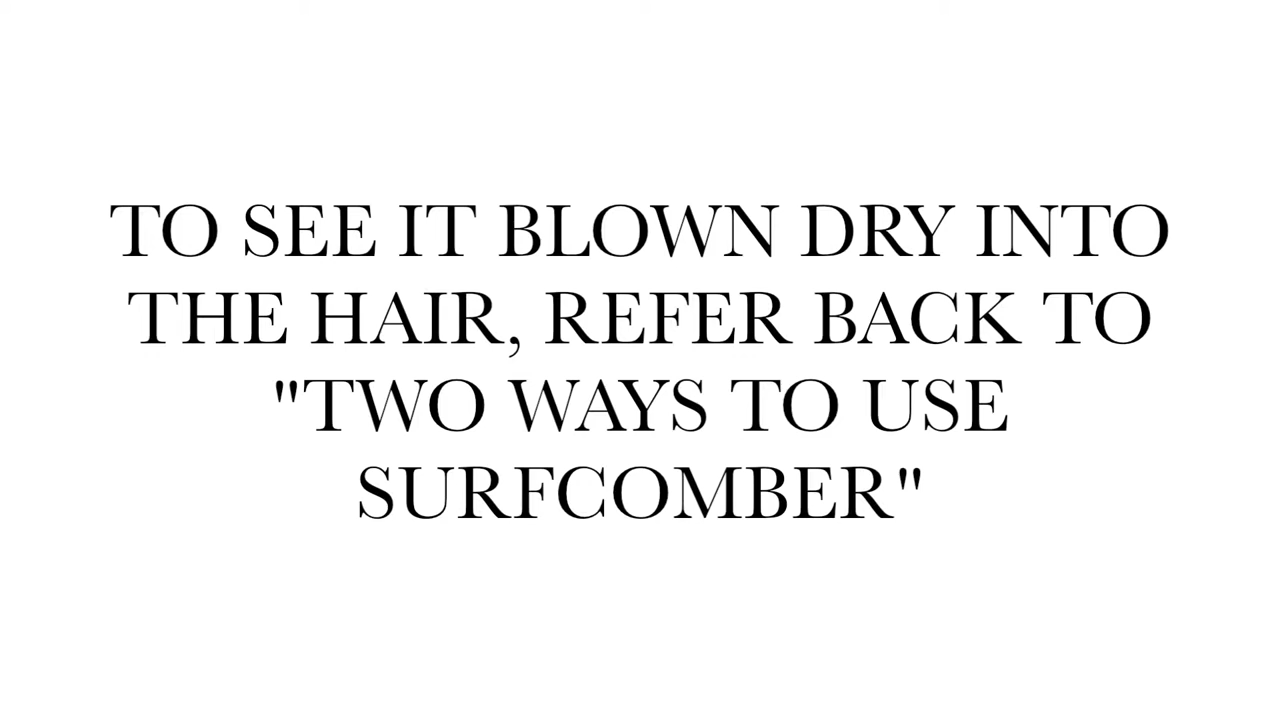 TO SEE IT BLOWN DRY INTO
THE HAIR, REFER BACK TO
"TWO WAYS TO USE
SURFCOMBER"